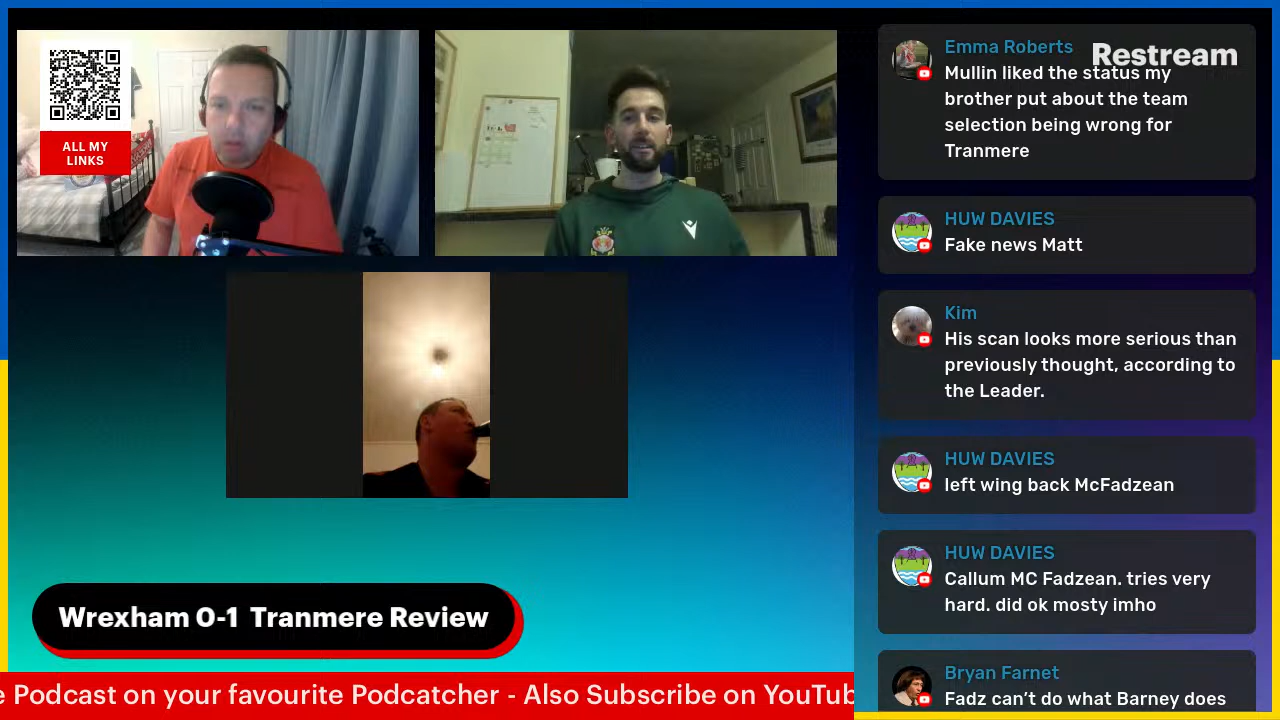 ALL MY
LINKS
Wrexham 0-1 Tranmere Review
e Podcast on your favourite Podcatcher - Also Subscribe on YouTub
Restream
Emma Roberts
Mullin liked the status my
brother put about the team
selection being wrong for
Tranmere
HUW DAVIES
Fake news Matt
Kim
His scan looks more serious than
previously thought, according to
the Leader.
HUW DAVIES
left wing back McFadzean
HUW DAVIES
Callum MC Fadzean. tries very
hard. did ok mosty imho
Bryan Farnet
Fadz can't do what Barney does